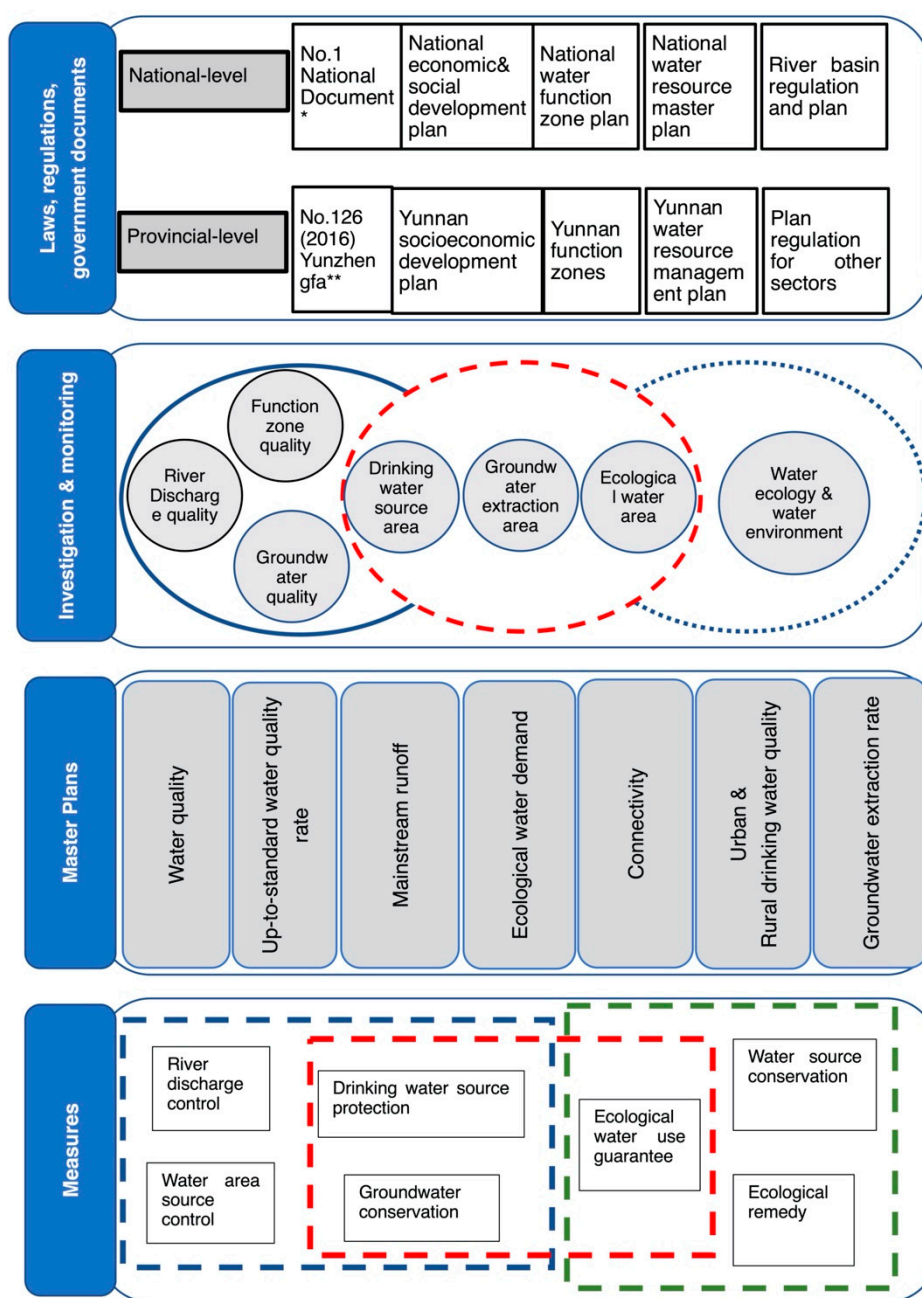 Laws, regulations,
government documents
National-level
No.1
National
Document
*
National
economic&
social
development
plan
National
water
function
zone plan
National
water
resource
master
plan
River basin
regulation
and plan
Provincial-level
No.126
(2016)
Yunzhen
gfa**
Yunnan
socioeconomic
development
plan
Yunnan
function
zones
Yunnan
water
resource
managem
ent plan
Plan
regulation
for other
sectors
Investigation & monitoring
Function
zone
quality
River
Discharg
e quality
Groundw
ater
quality
Drinking
water
source
area
Groundw
ater
extraction
area
Ecologica
l water
area
Water
ecology &
water
environment
Master Plans
Water quality
Up-to-standard water quality
rate
Mainstream runoff
Ecological water demand
Connectivity
Urban &
Rural drinking water quality
Groundwater extraction rate
Measures
River
discharge
control
Water area
source
control
Drinking water source
protection
Groundwater
conservation
Ecological
water use
guarantee
Water source
conservation
Ecological
remedy